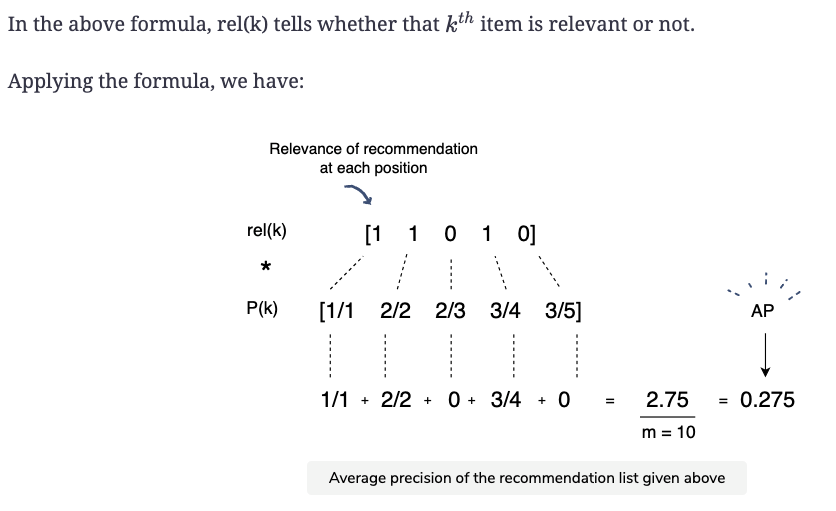 In the above formula, rel(k) tells whether that kth item is relevant or not.
Applying the formula, we have:
Relevance of recommendation
at each position
rel(k) [1 1 0 1 0]
*
P(k) [1/1 2/2 2/3 3/4 3/5]
AP
1/1 + 2/2 + 0 + 3/4 + 0 = 2.75 = 0.275
m = 10
Average precision of the recommendation list given above